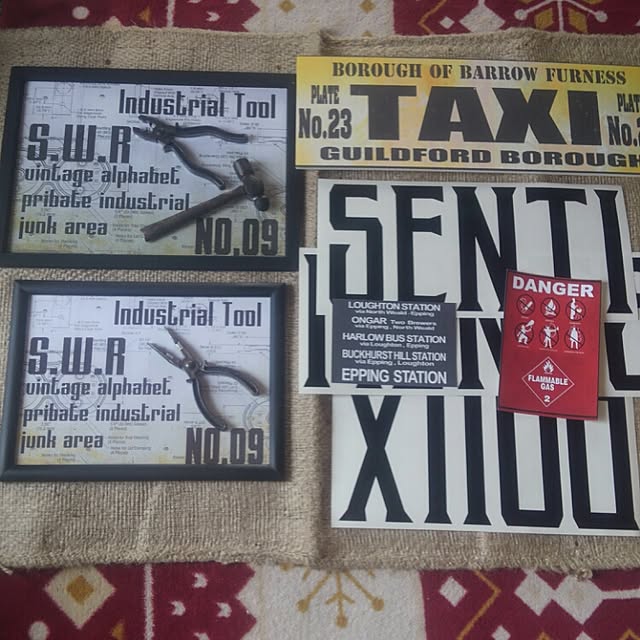 Industrial Tool
S.W.R
vintage alphabet
pribate industrial
junk area
NO.09
Industrial Tool
S.W.R
vintage alphabet
pribate industrial
junk area
NO.09
BOROUGH OF BARROW FURNESS
PLATE
No.23
TAXI
PLATE
GUILDFORD BOROUGH
SENTI
LOUGHTON STATION
via North Weald - Epping
ONGAR Two Brewers
via Epping, North Weald
HARLOW BUS STATION
via Loughton, Epping
BUCKHURST HILL STATION
via Epping, Loughton
EPPING STATION
DANGER
FLAMMABLE
GAS
2
XIIOU